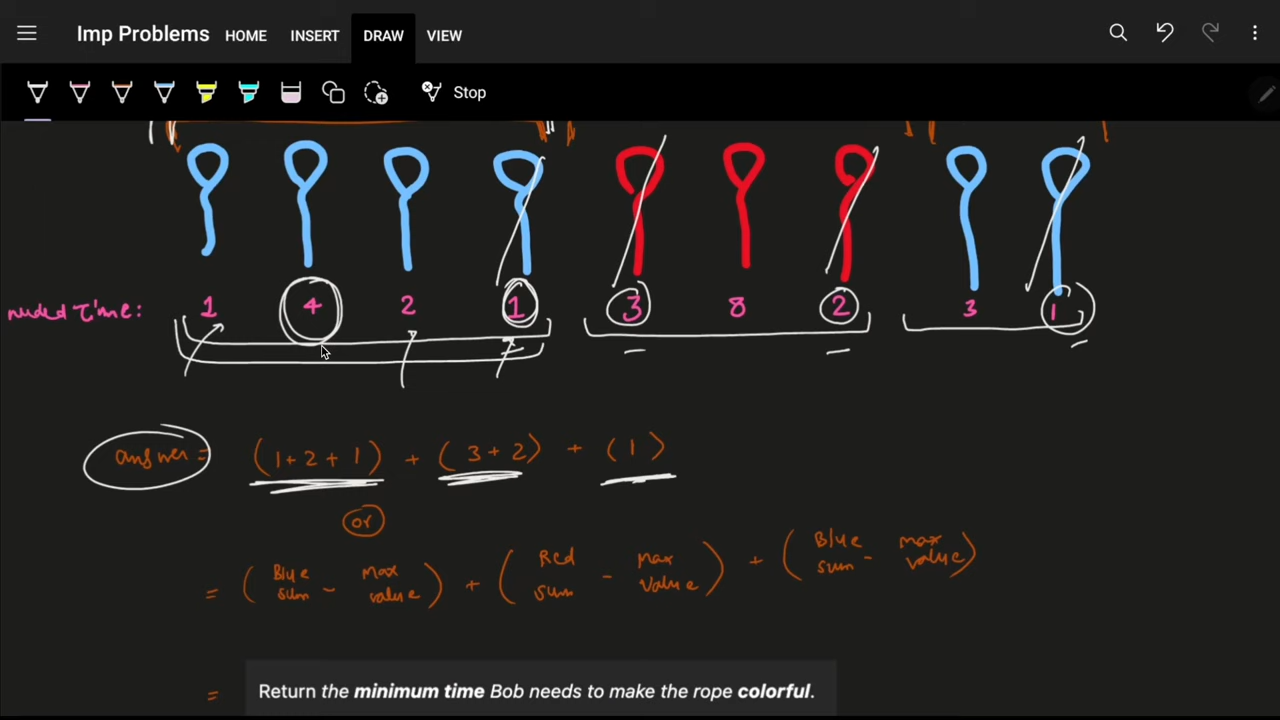 Imp Problems HOME INSERT DRAW VIEW
Stop
needed Time: 1 4 2 1 3 8 2 3 1
answer = (1+2+1) + (3+2) + (1)
or
= (Blue sum - max value) + (Red sum - max value) + (Blue sum - max value)
= Return the minimum time Bob needs to make the rope colorful.